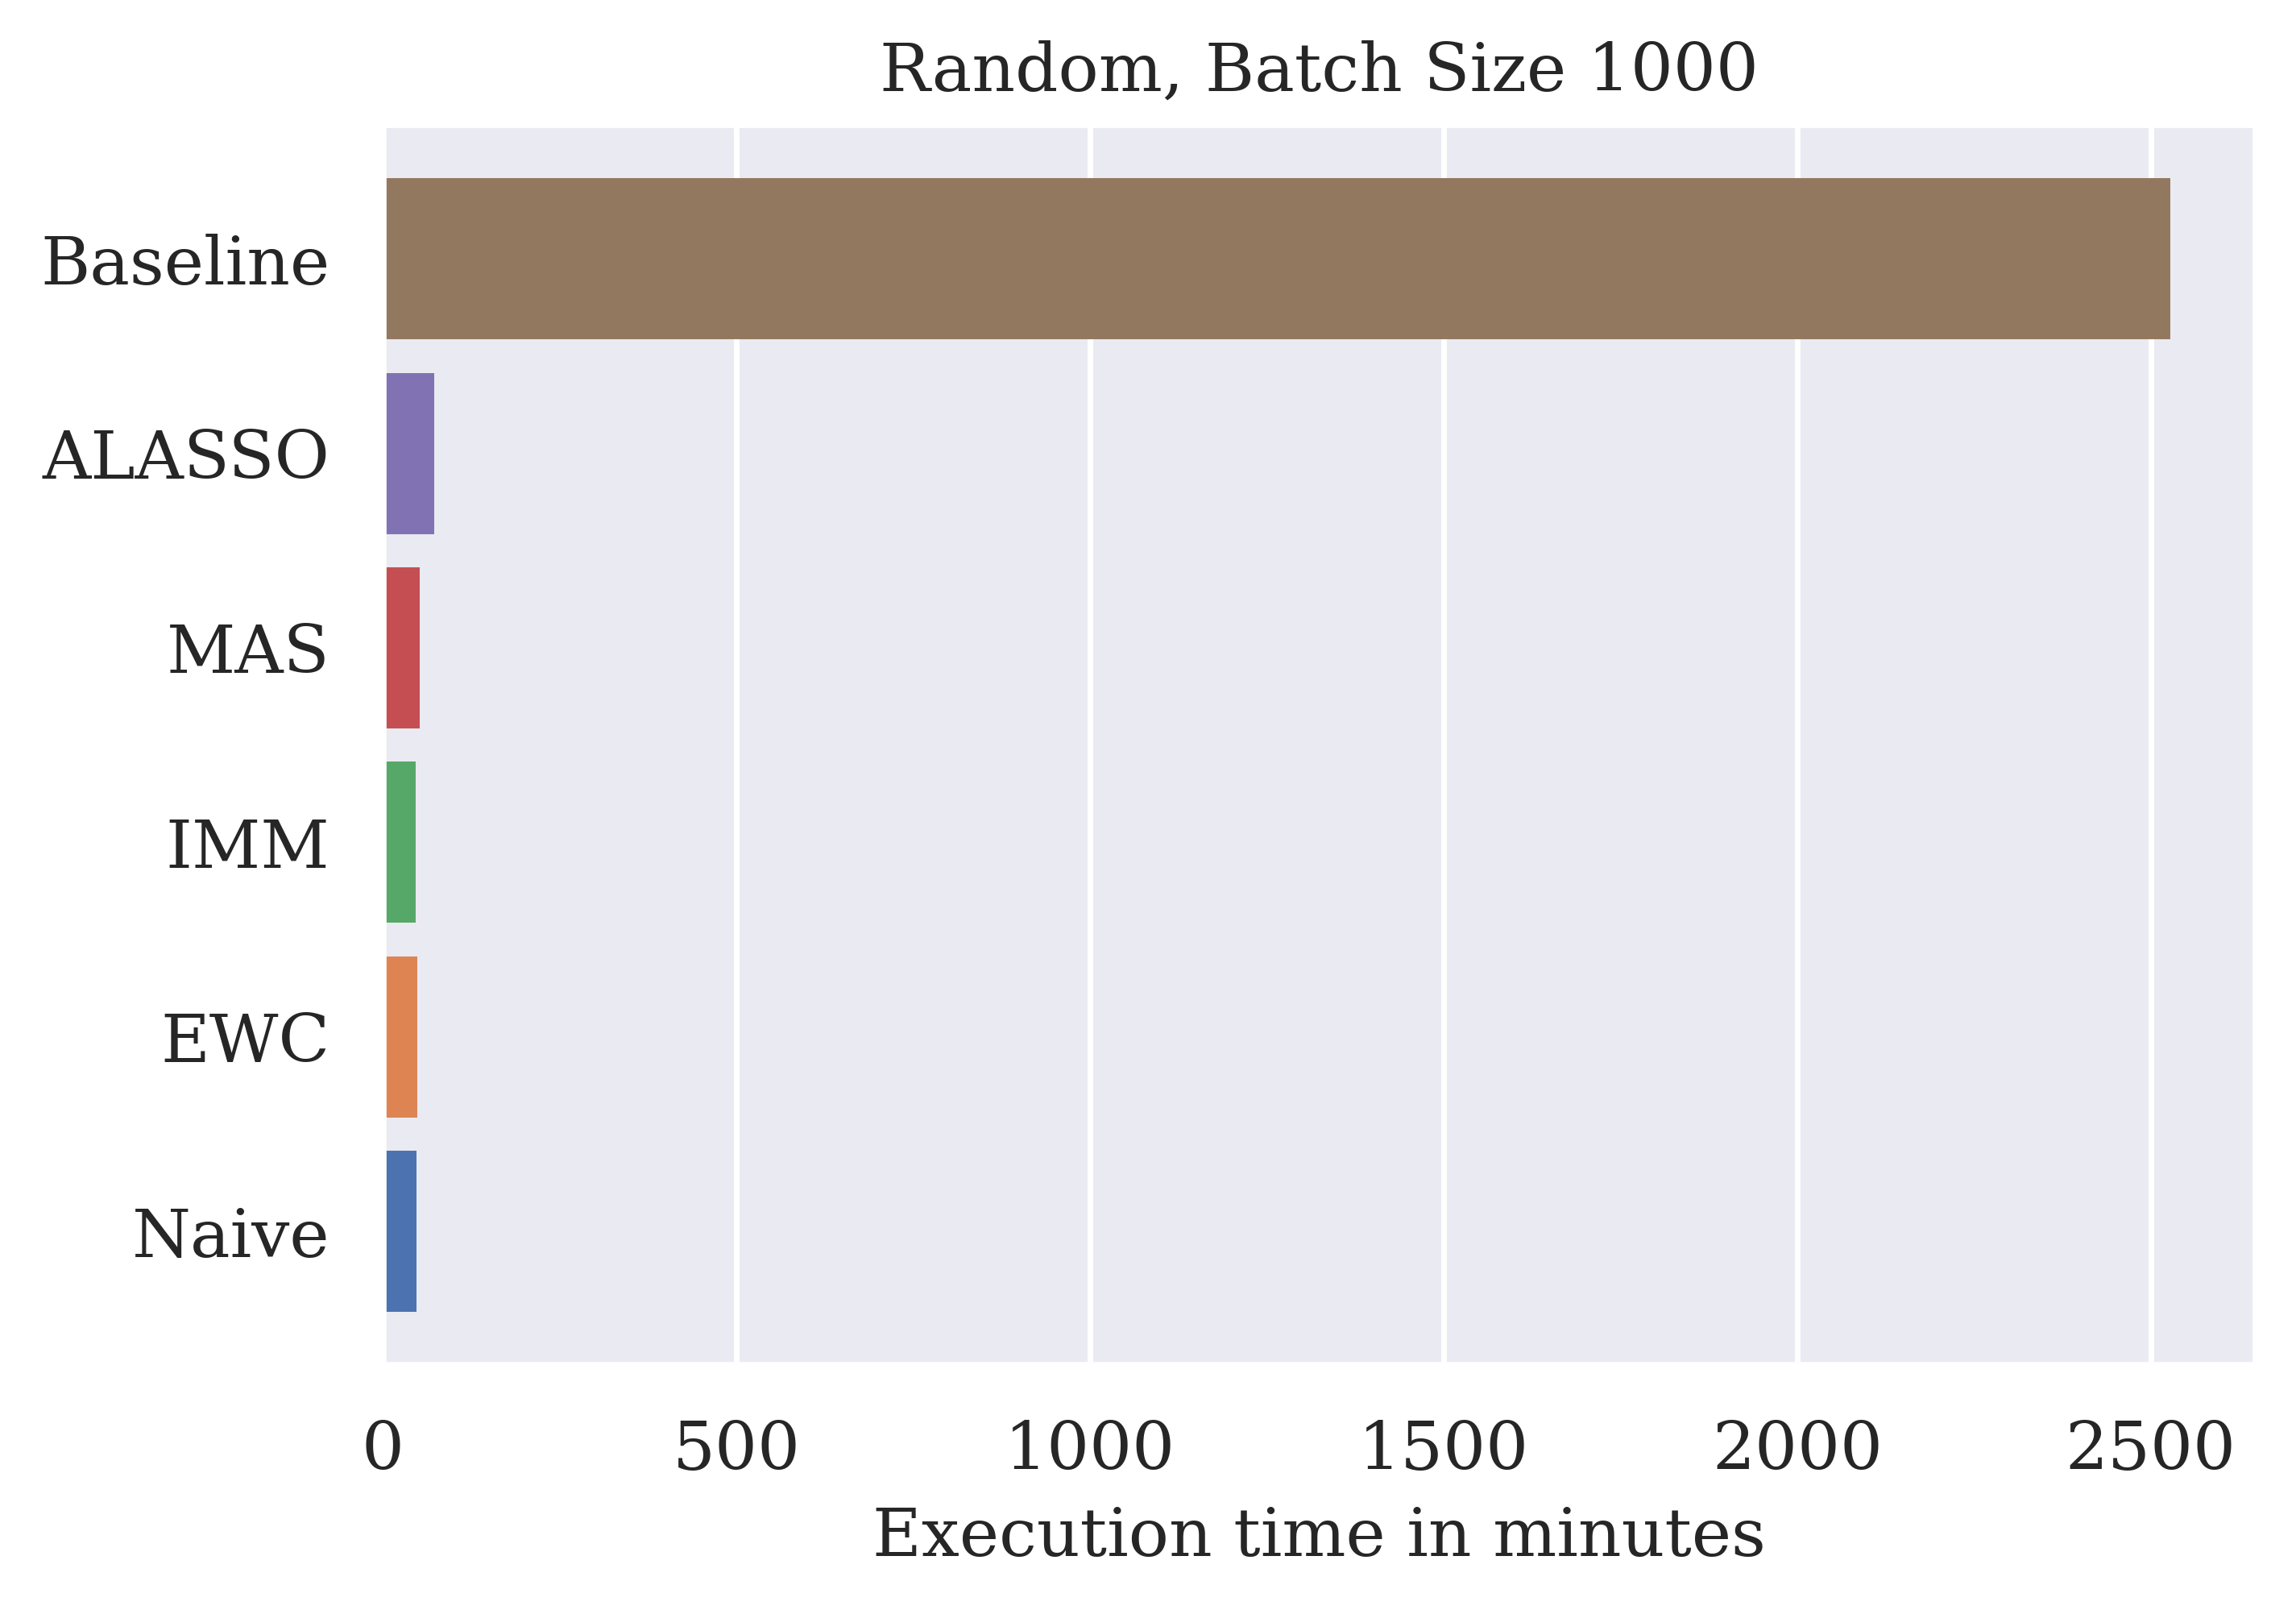 Random, Batch Size 1000
Baseline
ALASSO
MAS
IMM
EWC
Naive
0 500 1000 1500 2000 2500
Execution time in minutes